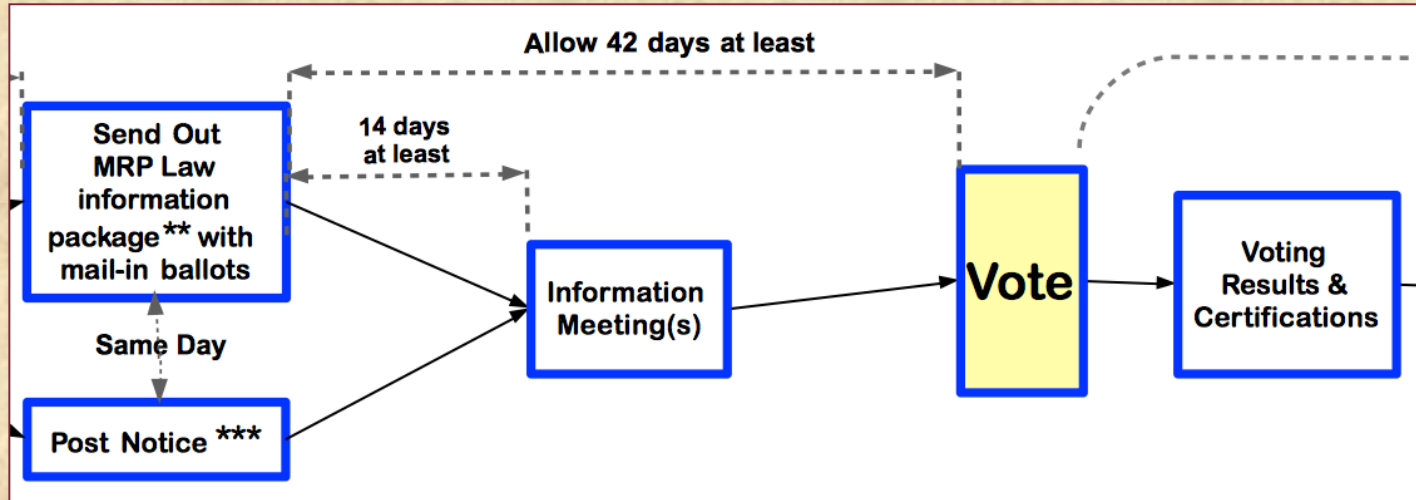 Allow 42 days at least
14 days
at least
Send Out
MRP Law
information
package** with
mail-in ballots
Same Day
Post Notice ***
Information
Meeting(s)
Vote
Voting
Results &
Certifications